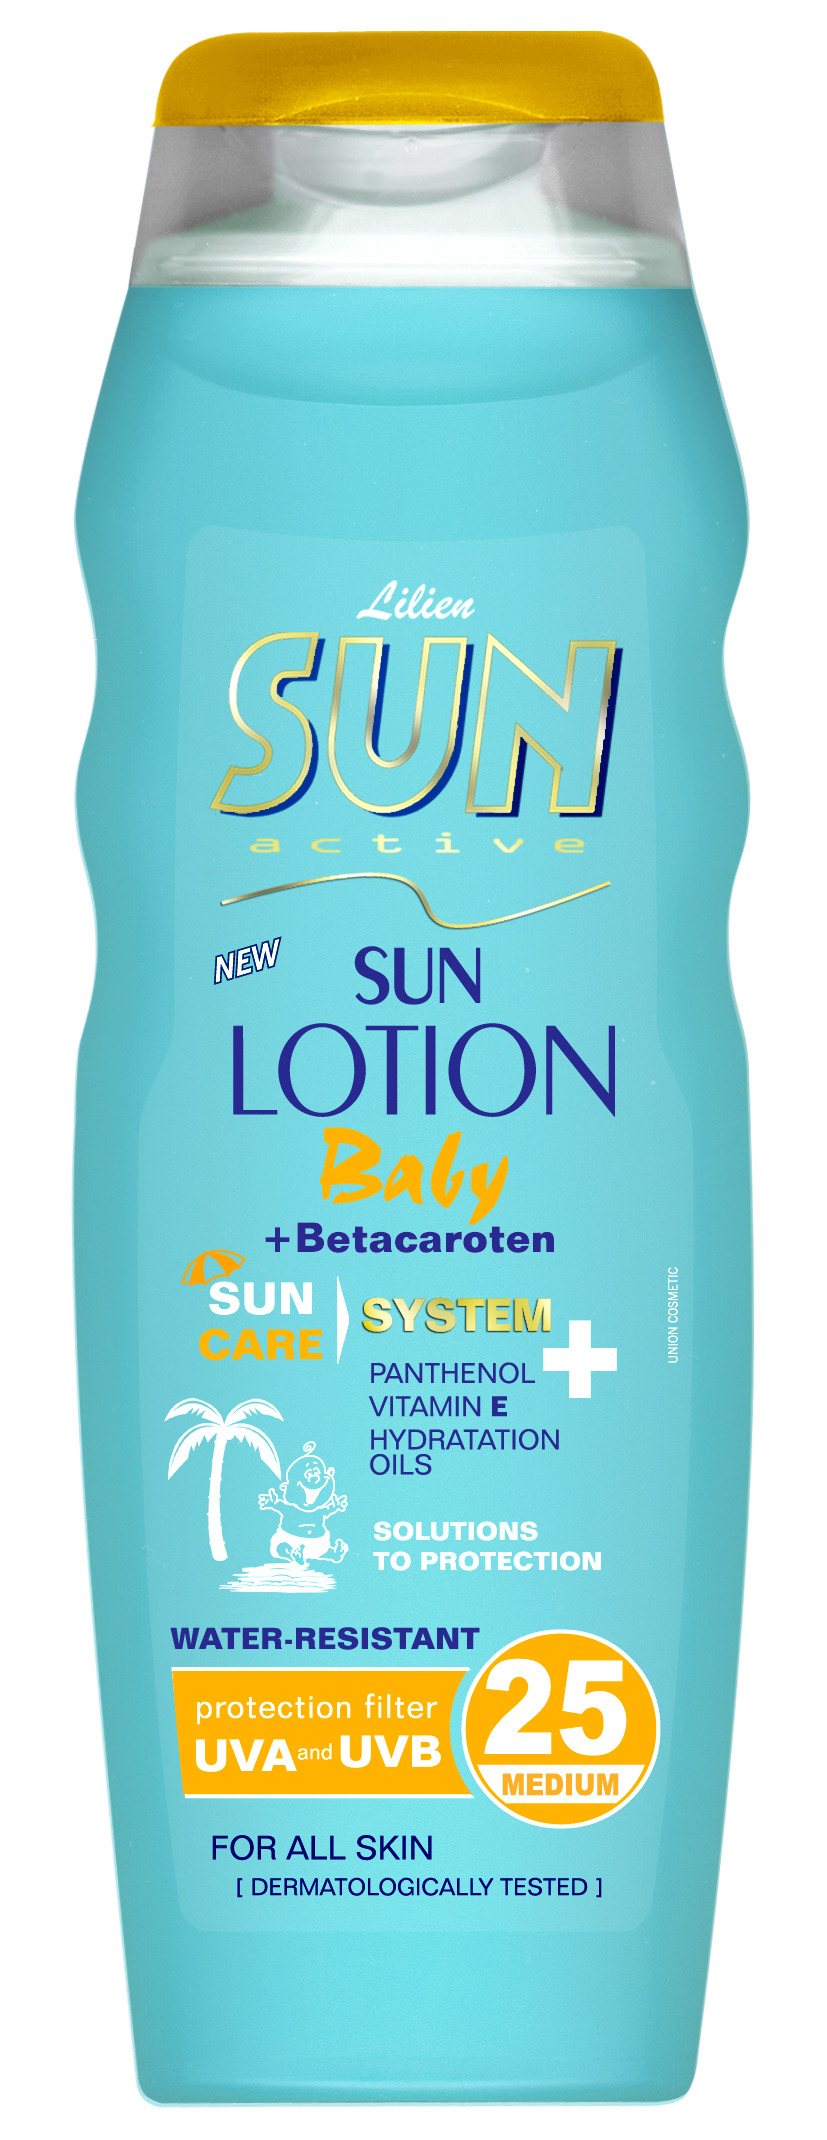 Lilien
SUN
active
NEW
SUN
LOTION
Baby
+Betacaroten
SUN
CARE
SYSTEM
PANTHENOL
VITAMIN E
HYDRATATION
OILS
SOLUTIONS
TO PROTECTION
UNION COSMETIC
WATER-RESISTANT
protection filter
UVA and UVB
25
MEDIUM
FOR ALL SKIN
[ DERMATOLOGICALLY TESTED ]